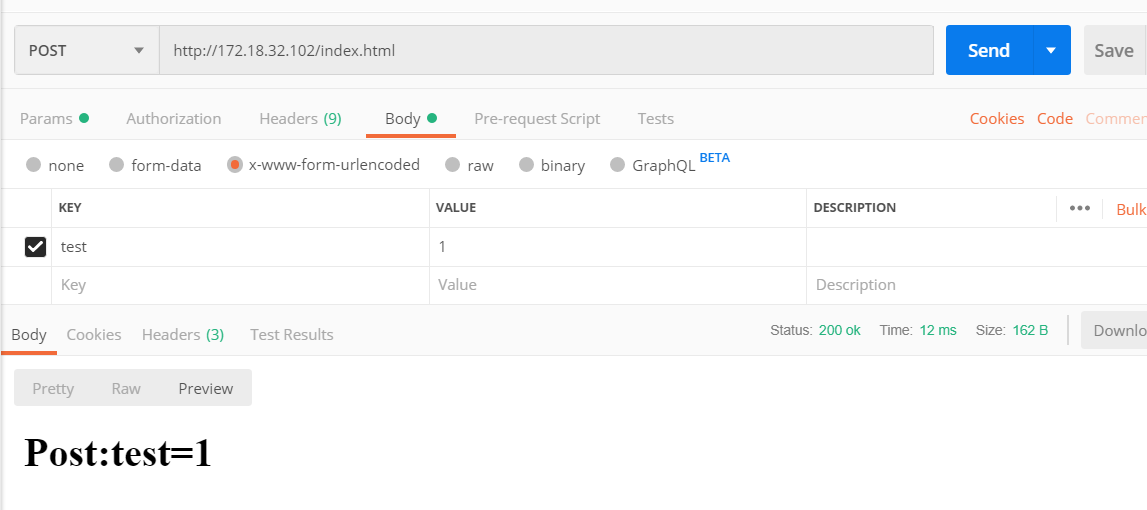 POST http://172.18.32.102/index.html Send Save
Params Authorization Headers (9) Body Pre-request Script Tests Cookies Code Commen
none form-data x-www-form-urlencoded raw binary GraphQL BETA
KEY VALUE DESCRIPTION ••• Bulk
test 1
Key Value Description
Body Cookies Headers (3) Test Results Status: 200 ok Time: 12 ms Size: 162 B Downlo
Pretty Raw Preview
Post:test=1